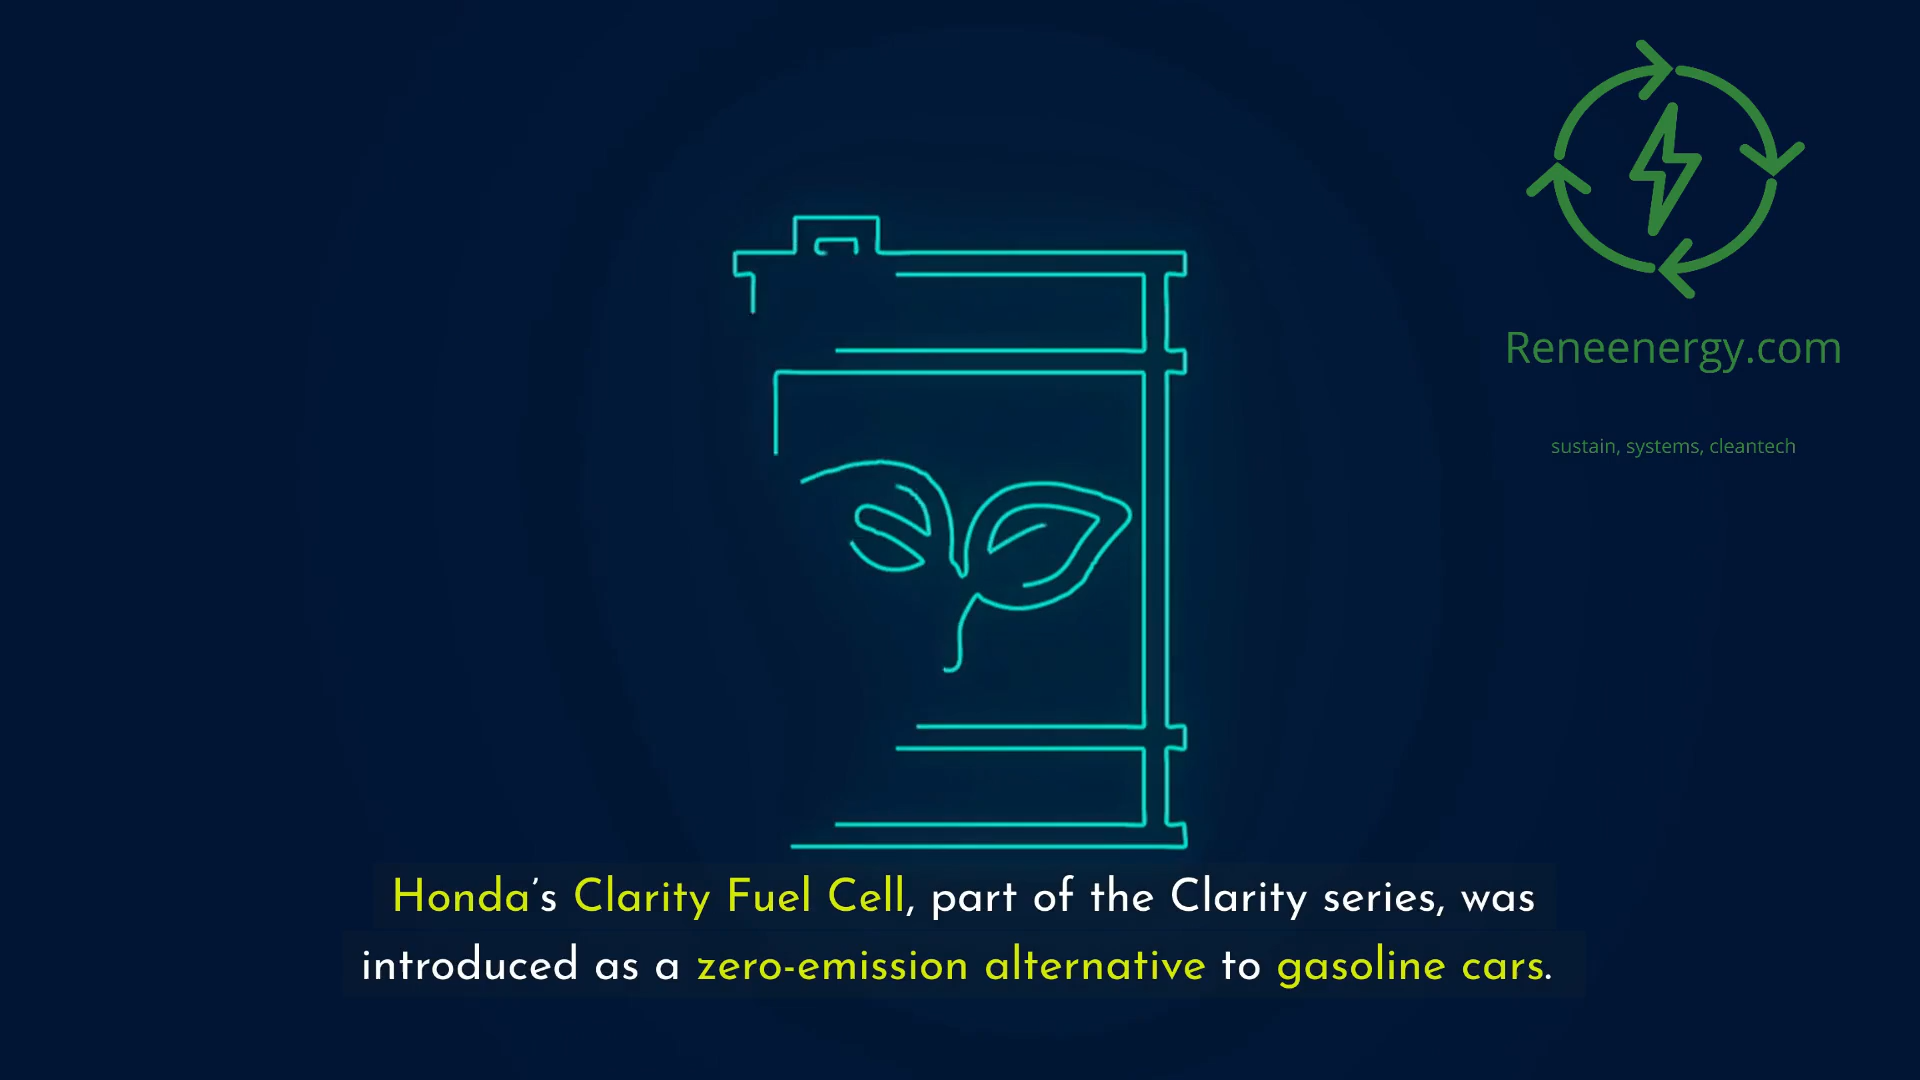 Reneenergy.com
sustain, systems, cleantech
Honda’s Clarity Fuel Cell, part of the Clarity series, was
introduced as a zero-emission alternative to gasoline cars.